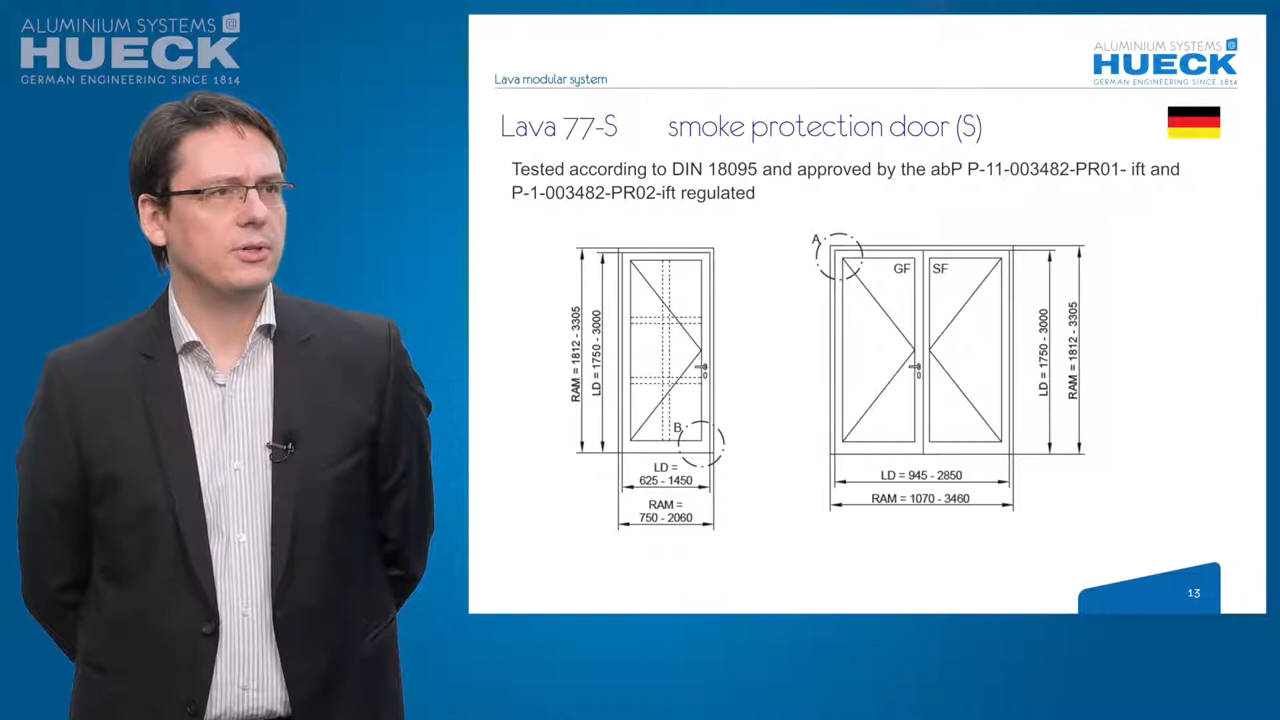 ALUMINIUM SYSTEMS @
HUECK
GERMAN ENGINEERING SINCE 1814
ALUMINIUM SYSTEMS @
HUECK
GERMAN ENGINEERING SINCE 1814
Lava modular system
Lava 77-S smoke protection door (S)
Tested according to DIN 18095 and approved by the abP P-11-003482-PR01- ift and
P-1-003482-PR02-ift regulated
RAM = 1812 - 3305
LD = 1750 - 3000
B
LD =
625 - 1450
RAM =
750 - 2060
A
GF
SF
LD = 1750 - 3000
RAM = 1812 - 3305
LD = 945 - 2850
RAM = 1070 - 3460
13